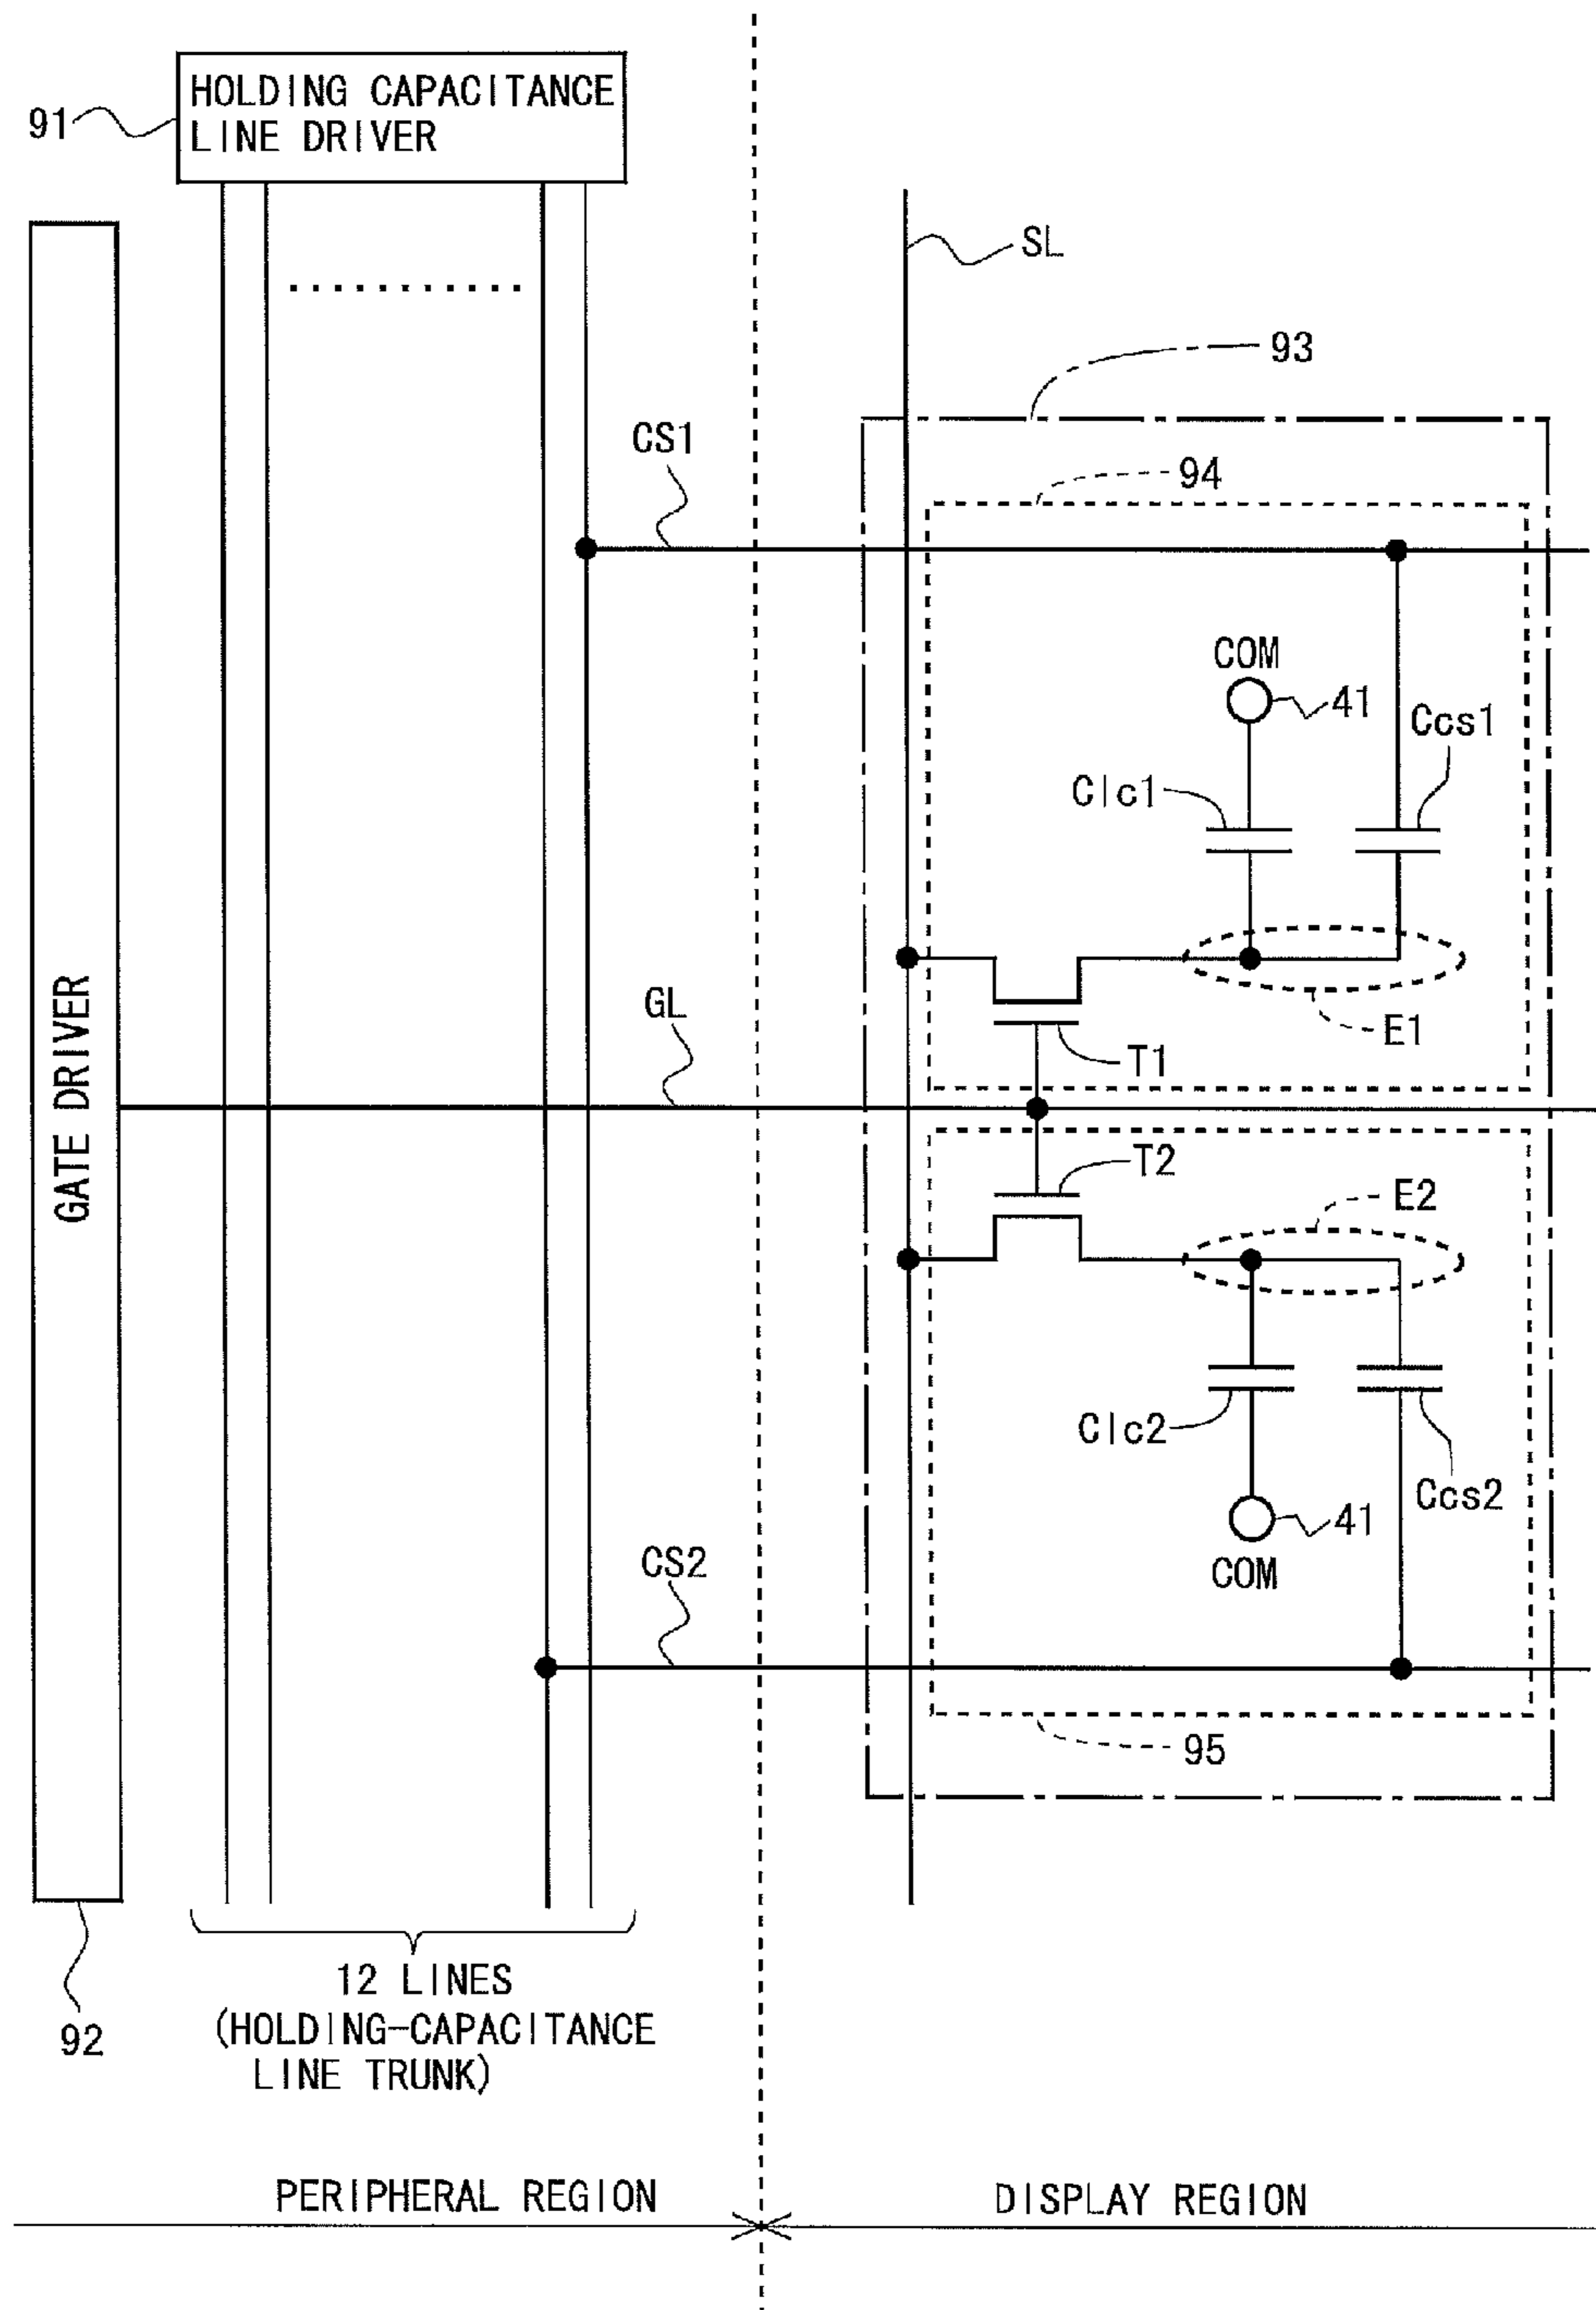 HOLDING CAPACITANCE
LINE DRIVER
91
SL
93
CS1
94
COM
41
Ccs1
Clc1
GL
E1
T1
GATE DRIVER
T2
E2
Clc2
Ccs2
41
CS2
COM
95
12 LINES
(HOLDING-CAPACITANCE
LINE TRUNK)
92
PERIPHERAL REGION
DISPLAY REGION